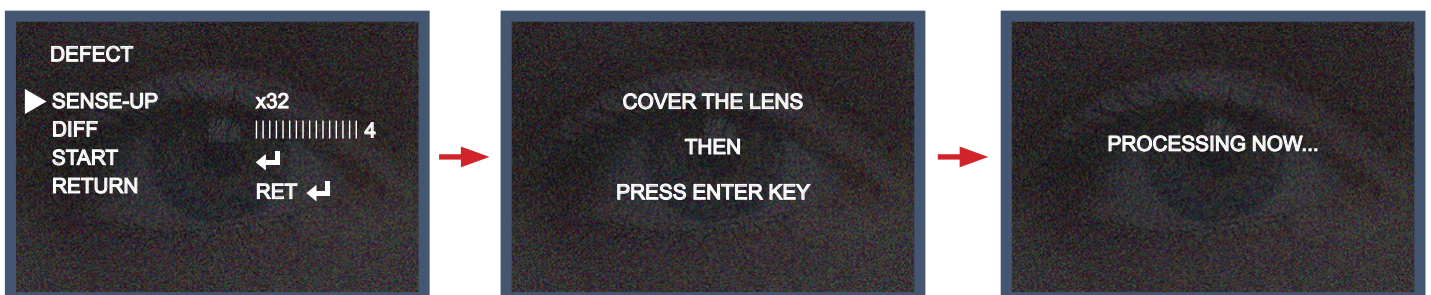 DEFECT
SENSE-UP x32
DIFF |||||||||||||||| 4
START ↵
RETURN RET ↵
COVER THE LENS
THEN
PRESS ENTER KEY
PROCESSING NOW...